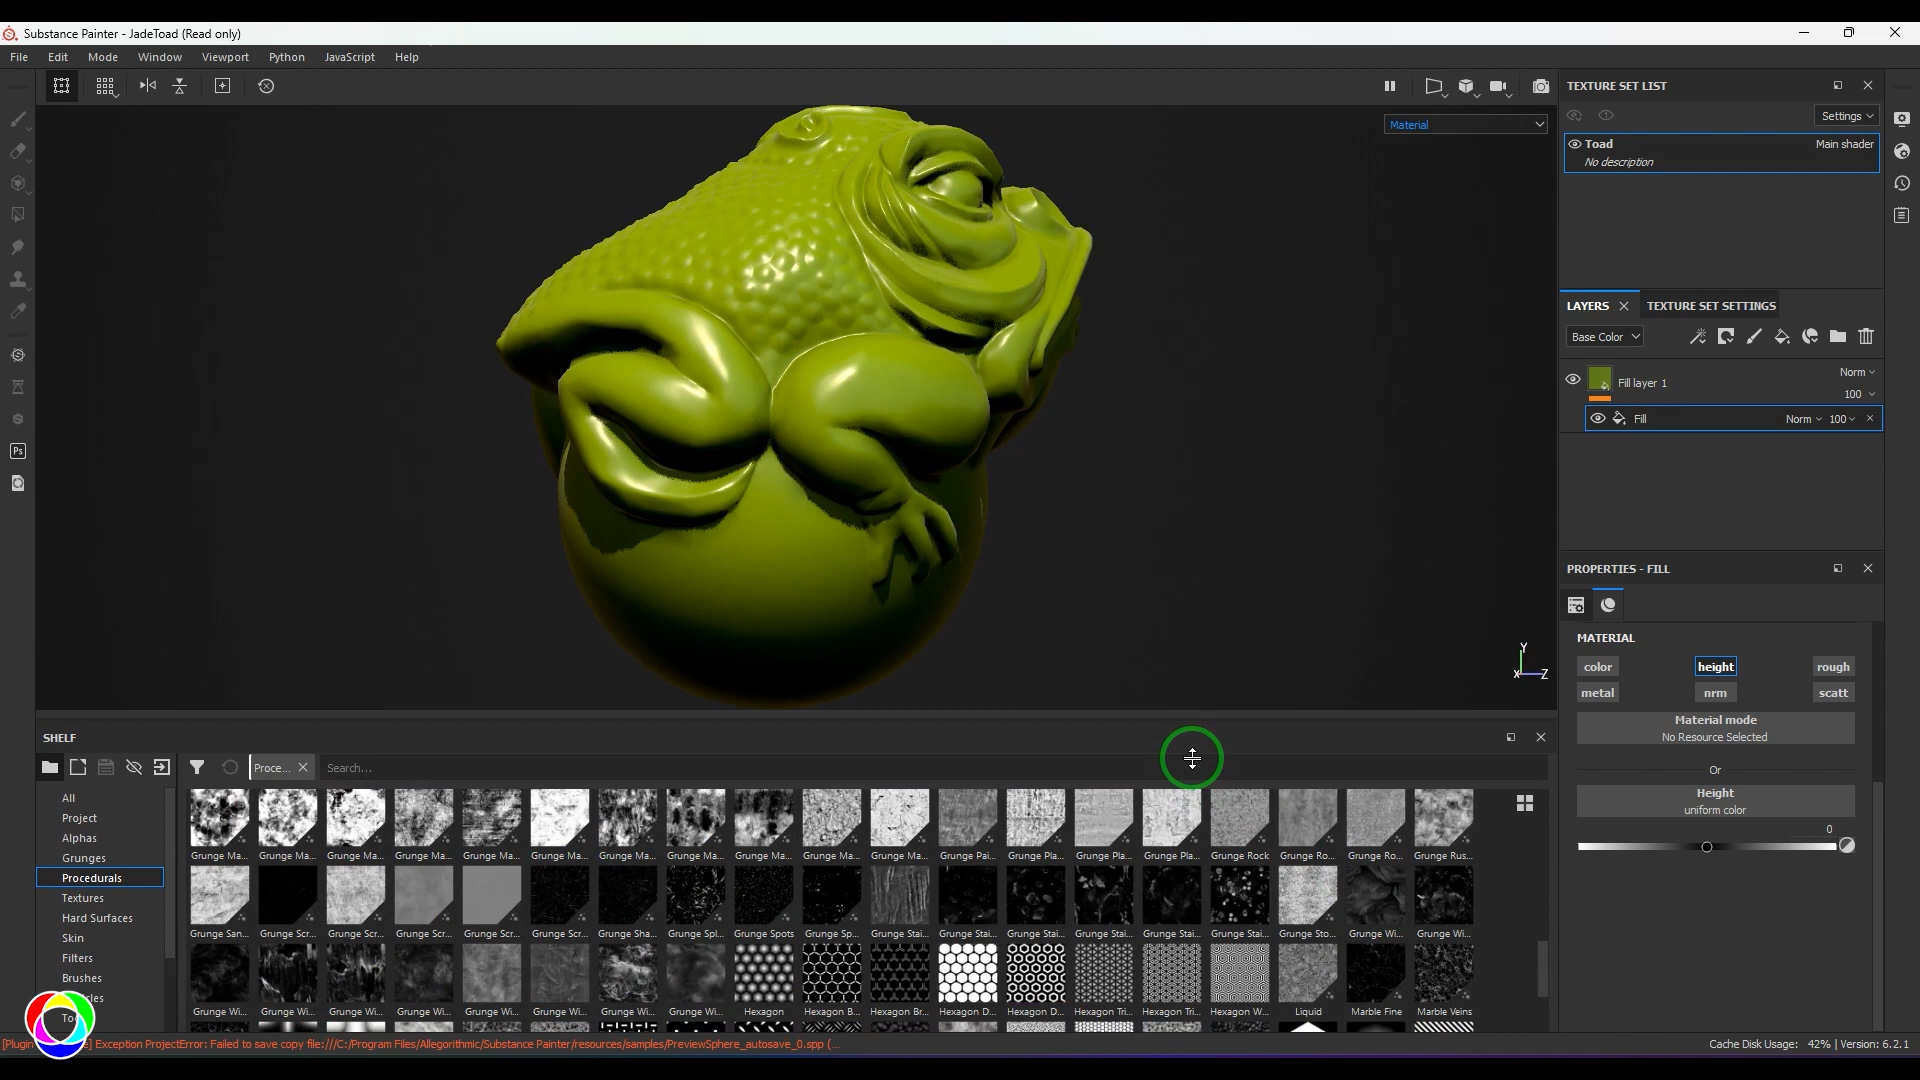 Substance Painter - JadeToad (Read only)
File Edit Mode Window Viewport Python JavaScript Help
Material
TEXTURE SET LIST
Settings
Toad Main shader
No description
LAYERS TEXTURE SET SETTINGS
Base Color
Fill layer 1 Norm
100
Fill Norm 100
PROPERTIES - FILL
MATERIAL
color height rough
metal nrm scatt
Material mode
No Resource Selected
Or
Height
uniform color
0
Y
X Z
SHELF
Proce... Search...
All
Project
Alphas
Grunges
Procedurals
Textures
Hard Surfaces
Skin
Filters
Brushes
Grunge Ma... Grunge Ma... Grunge Ma... Grunge Ma... Grunge Ma... Grunge Ma... Grunge Ma... Grunge Ma... Grunge Ma... Grunge Ma... Grunge Ma... Grunge Pai... Grunge Pla... Grunge Pla... Grunge Pla... Grunge Rock Grunge Ro... Grunge Ro... Grunge Rus...
Grunge San... Grunge Scr... Grunge Scr... Grunge Scr... Grunge Scr... Grunge Scr... Grunge Sha... Grunge Spl... Grunge Spots Grunge Sp... Grunge Stai... Grunge Stai... Grunge Stai... Grunge Stai... Grunge Stai... Grunge Stai... Grunge Sto... Grunge Wi... Grunge Wi...
Grunge Wi... Grunge Wi... Grunge Wi... Grunge Wi... Grunge Wi... Grunge Wi... Grunge Wi... Grunge Wi... Hexagon Hexagon B... Hexagon Br... Hexagon D... Hexagon D... Hexagon Tri... Hexagon Tri... Hexagon W... Liquid Marble Fine Marble Veins
Exception ProjectError: Failed to save copy file:///C:/Program Files/Allegorithmic/Substance Painter/resources/samples/PreviewSphere_autosave_0.spp (...
Cache Disk Usage: 42% | Version: 6.2.1